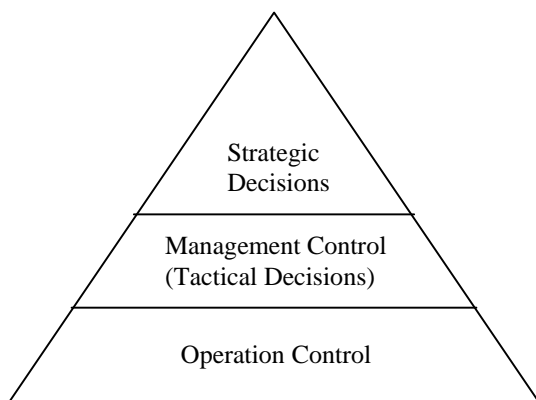 Strategic
Decisions
Management Control
(Tactical Decisions)
Operation Control